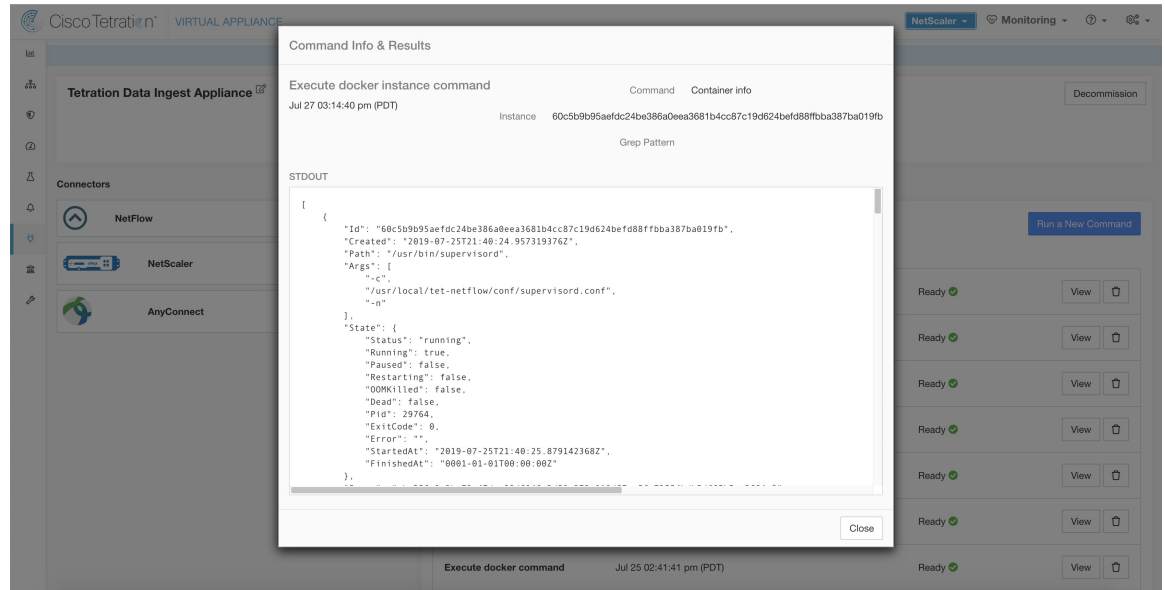 Cisco Tetration™ VIRTUAL APPLIANCE
NetScaler
Monitoring
Tetration Data Ingest Appliance
Decommission
Connectors
NetFlow
NetScaler
AnyConnect
Run a New Command
Command Info & Results
Execute docker instance command
Jul 27 03:14:40 pm (PDT)
Command Container info
Instance 60c5b9b95aefdc24be386a0eea3681b4cc87c19d624befd88ffbba387ba019fb
Grep Pattern
STDOUT
[
{
"Id": "60c5b9b95aefdc24be386a0eea3681b4cc87c19d624befd88ffbba387ba019fb",
"Created": "2019-07-25T21:40:24.957319376Z",
"Path": "/usr/bin/supervisord",
"Args": [
"-c",
"/usr/local/tet-netflow/conf/supervisord.conf",
"-n"
],
"State": {
"Status": "running",
"Running": true,
"Paused": false,
"Restarting": false,
"OOMKilled": false,
"Dead": false,
"Pid": 29764,
"ExitCode": 0,
"Error": "",
"StartedAt": "2019-07-25T21:40:25.879142368Z",
"FinishedAt": "0001-01-01T00:00:00Z"
},
Close
Ready View
Ready View
Ready View
Ready View
Ready View
Ready View
Execute docker command Jul 25 02:41:41 pm (PDT) Ready View